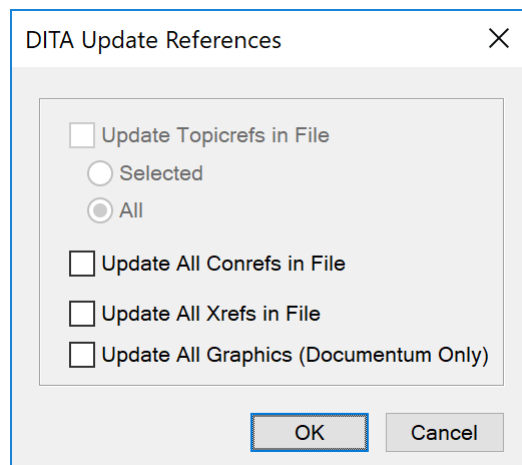 DITA Update References
Update Topicrefs in File
Selected
All
Update All Conrefs in File
Update All Xrefs in File
Update All Graphics (Documentum Only)
OK
Cancel